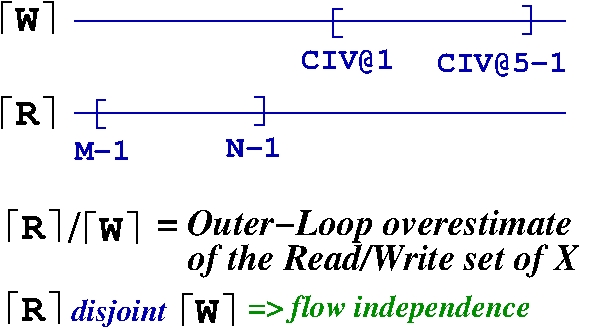 ⌈W⌉
CIV@1 CIV@5-1
⌈R⌉
M-1 N-1
⌈R⌉/⌈W⌉ = Outer-Loop overestimate
of the Read/Write set of X
⌈R⌉ disjoint ⌈W⌉ => flow independence